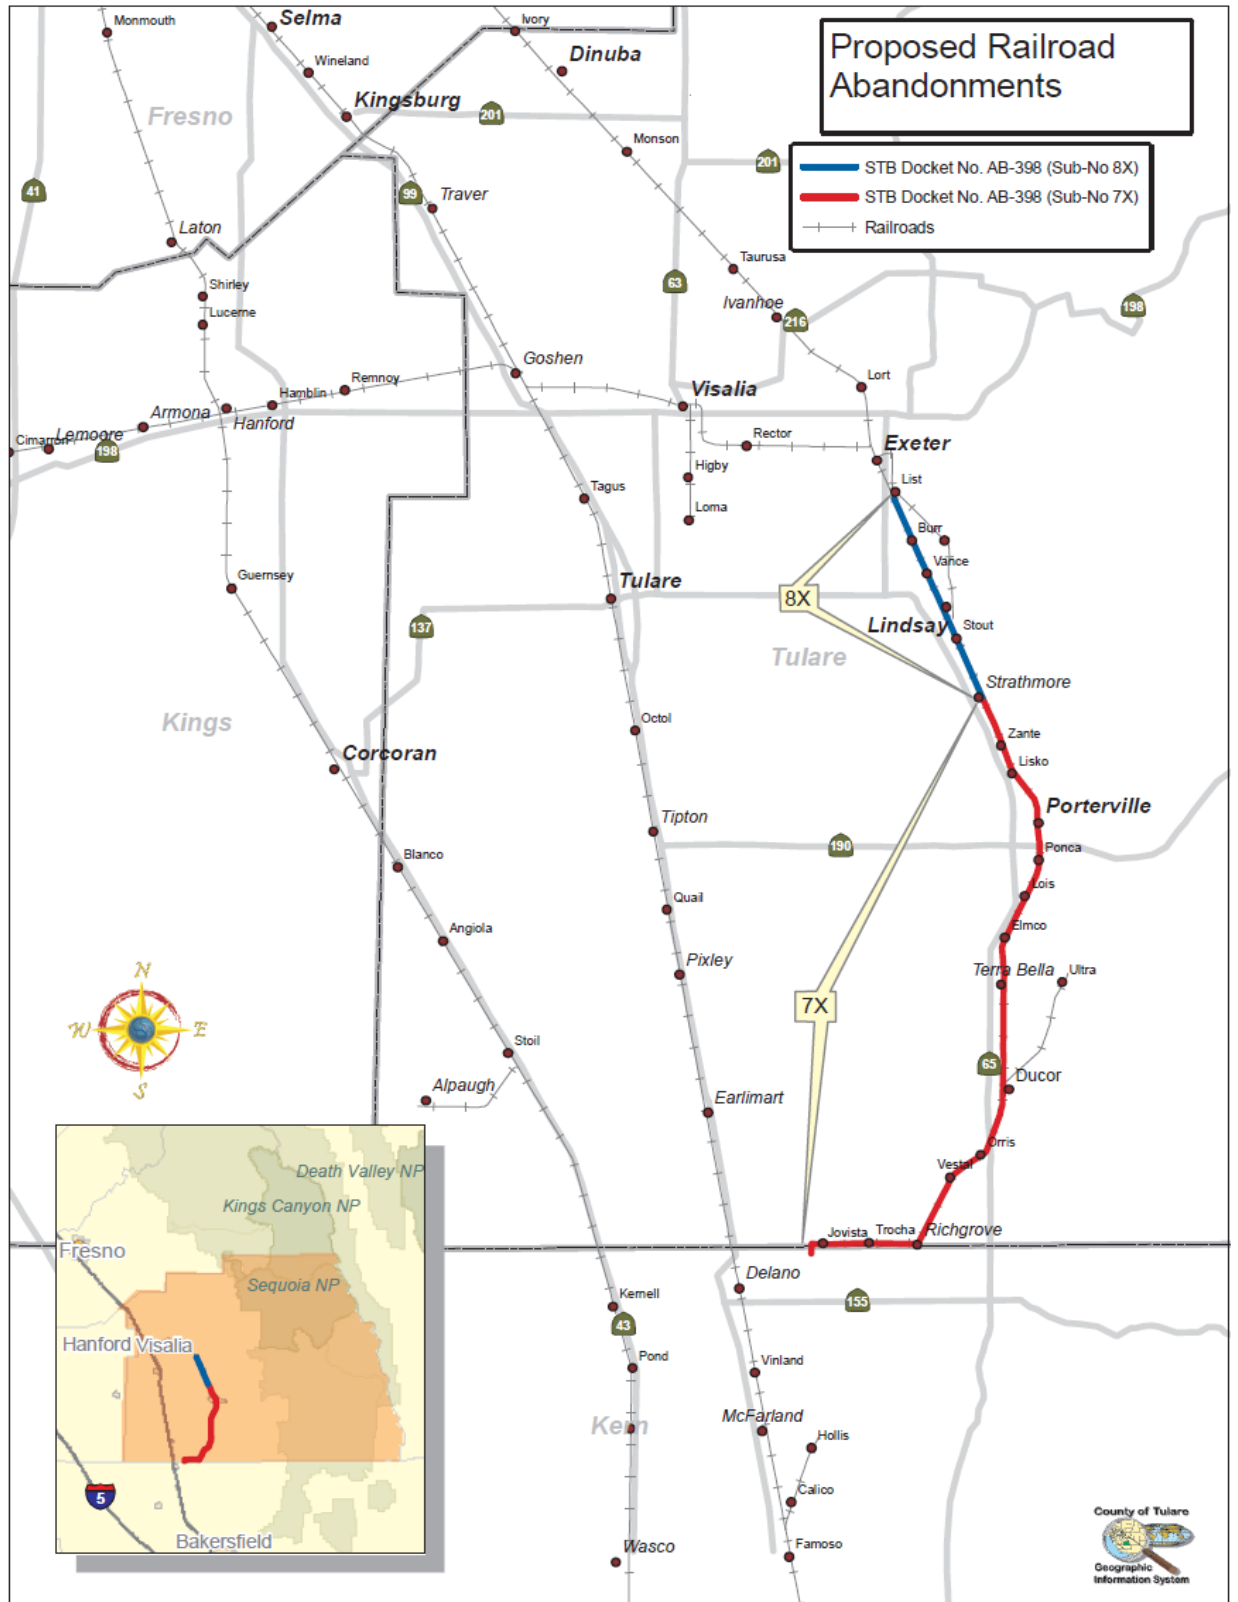 Proposed Railroad
Abandonments
STB Docket No. AB-398 (Sub-No 8X)
STB Docket No. AB-398 (Sub-No 7X)
Railroads
Monmouth
Selma
Ivory
Wineland
Dinuba
Kingsburg
Fresno
201
Monson
201
41
99
Traver
Laton
Taurusa
Shirley
63
Ivanhoe
198
Lucerne
216
Goshen
Remnoy
Lort
Hamblin
Visalia
Armona
Hanford
Cimarron
Lemoore
198
Rector
Exeter
Higby
List
Tagus
Loma
Burr
Vance
Guernsey
Tulare
8X
137
Lindsay
Stout
Tulare
Strathmore
Kings
Octol
Zante
Corcoran
Lisko
Tipton
Porterville
190
Ponca
Blanco
Lois
Quail
Elmco
Angiola
Pixley
Terra Bella
Ultra
7X
N
W
E
S
Stoil
65
Ducor
Alpaugh
Earlimart
Orris
Vestal
Jovista
Trocha
Richgrove
Death Valley NP
Kings Canyon NP
Fresno
Sequoia NP
Hanford
Visalia
5
Bakersfield
Delano
155
Kernell
43
Pond
Vinland
McFarland
Kern
Hollis
Calico
Wasco
Famoso
County of Tulare
Geographic
Information System